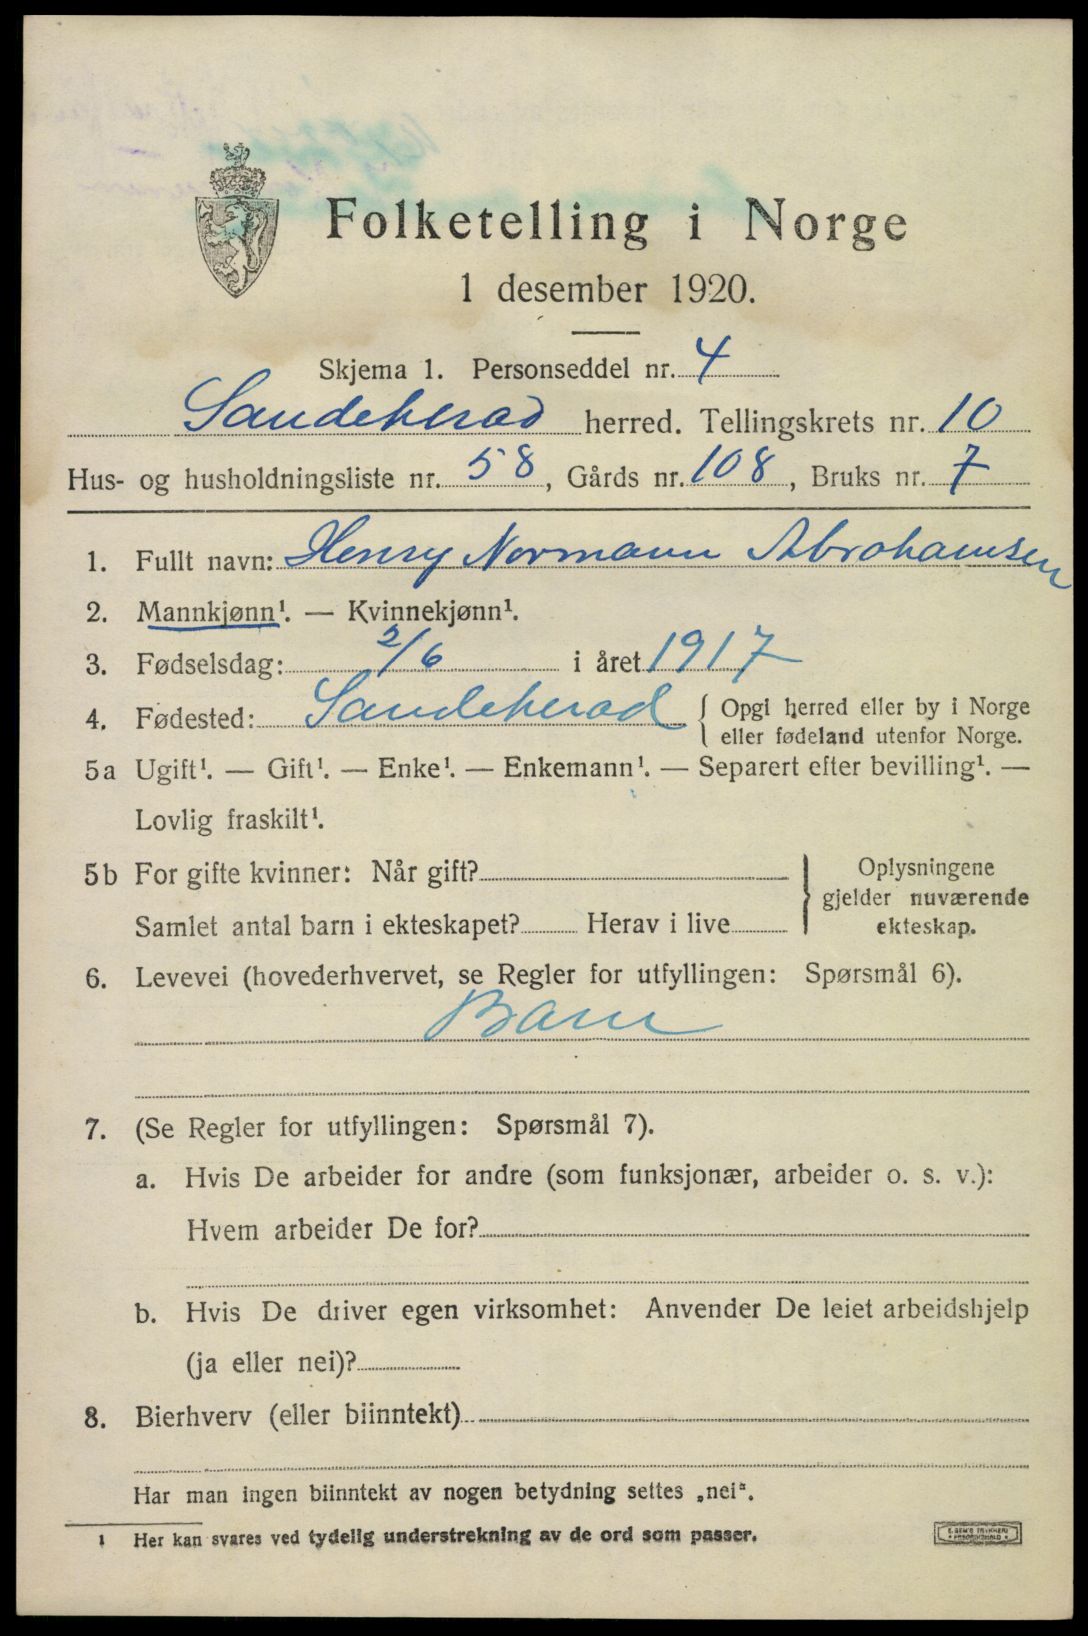 Folketelling i Norge
1 desember 1920.
Skjema 1. Personseddel nr. 4
Sandeherad herred. Tellingskrets nr. 10
Hus- og husholdningsliste nr. 58, Gårds nr. 108, Bruks nr. 7
1. Fullt navn: Henry Normann Abrahamsen
2. Mannkjønn¹. — Kvinnekjønn¹.
3. Fødselsdag: 2/6 i året 1917
4. Fødested: Sandeherad { Opgi herred eller by i Norge
eller fødeland utenfor Norge.
5a Ugift¹. — Gift¹. — Enke¹. — Enkemann¹. — Separert efter bevilling¹. —
Lovlig fraskilt¹.
5b For gifte kvinner: Når gift? } Oplysningene
gjelder nuværende
Samlet antal barn i ekteskapet? Herav i live ekteskap.
6. Levevei (hovederhvervet, se Regler for utfyllingen: Spørsmål 6).
Barn
7. (Se Regler for utfyllingen: Spørsmål 7).
a. Hvis De arbeider for andre (som funksjonær, arbeider o. s. v.):
Hvem arbeider De for?
b. Hvis De driver egen virksomhet: Anvender De leiet arbeidshjelp
(ja eller nei)?
8. Bierhverv (eller biinntekt)
Har man ingen biinntekt av nogen betydning settes „nei“.
1 Her kan svares ved tydelig understrekning av de ord som passer.